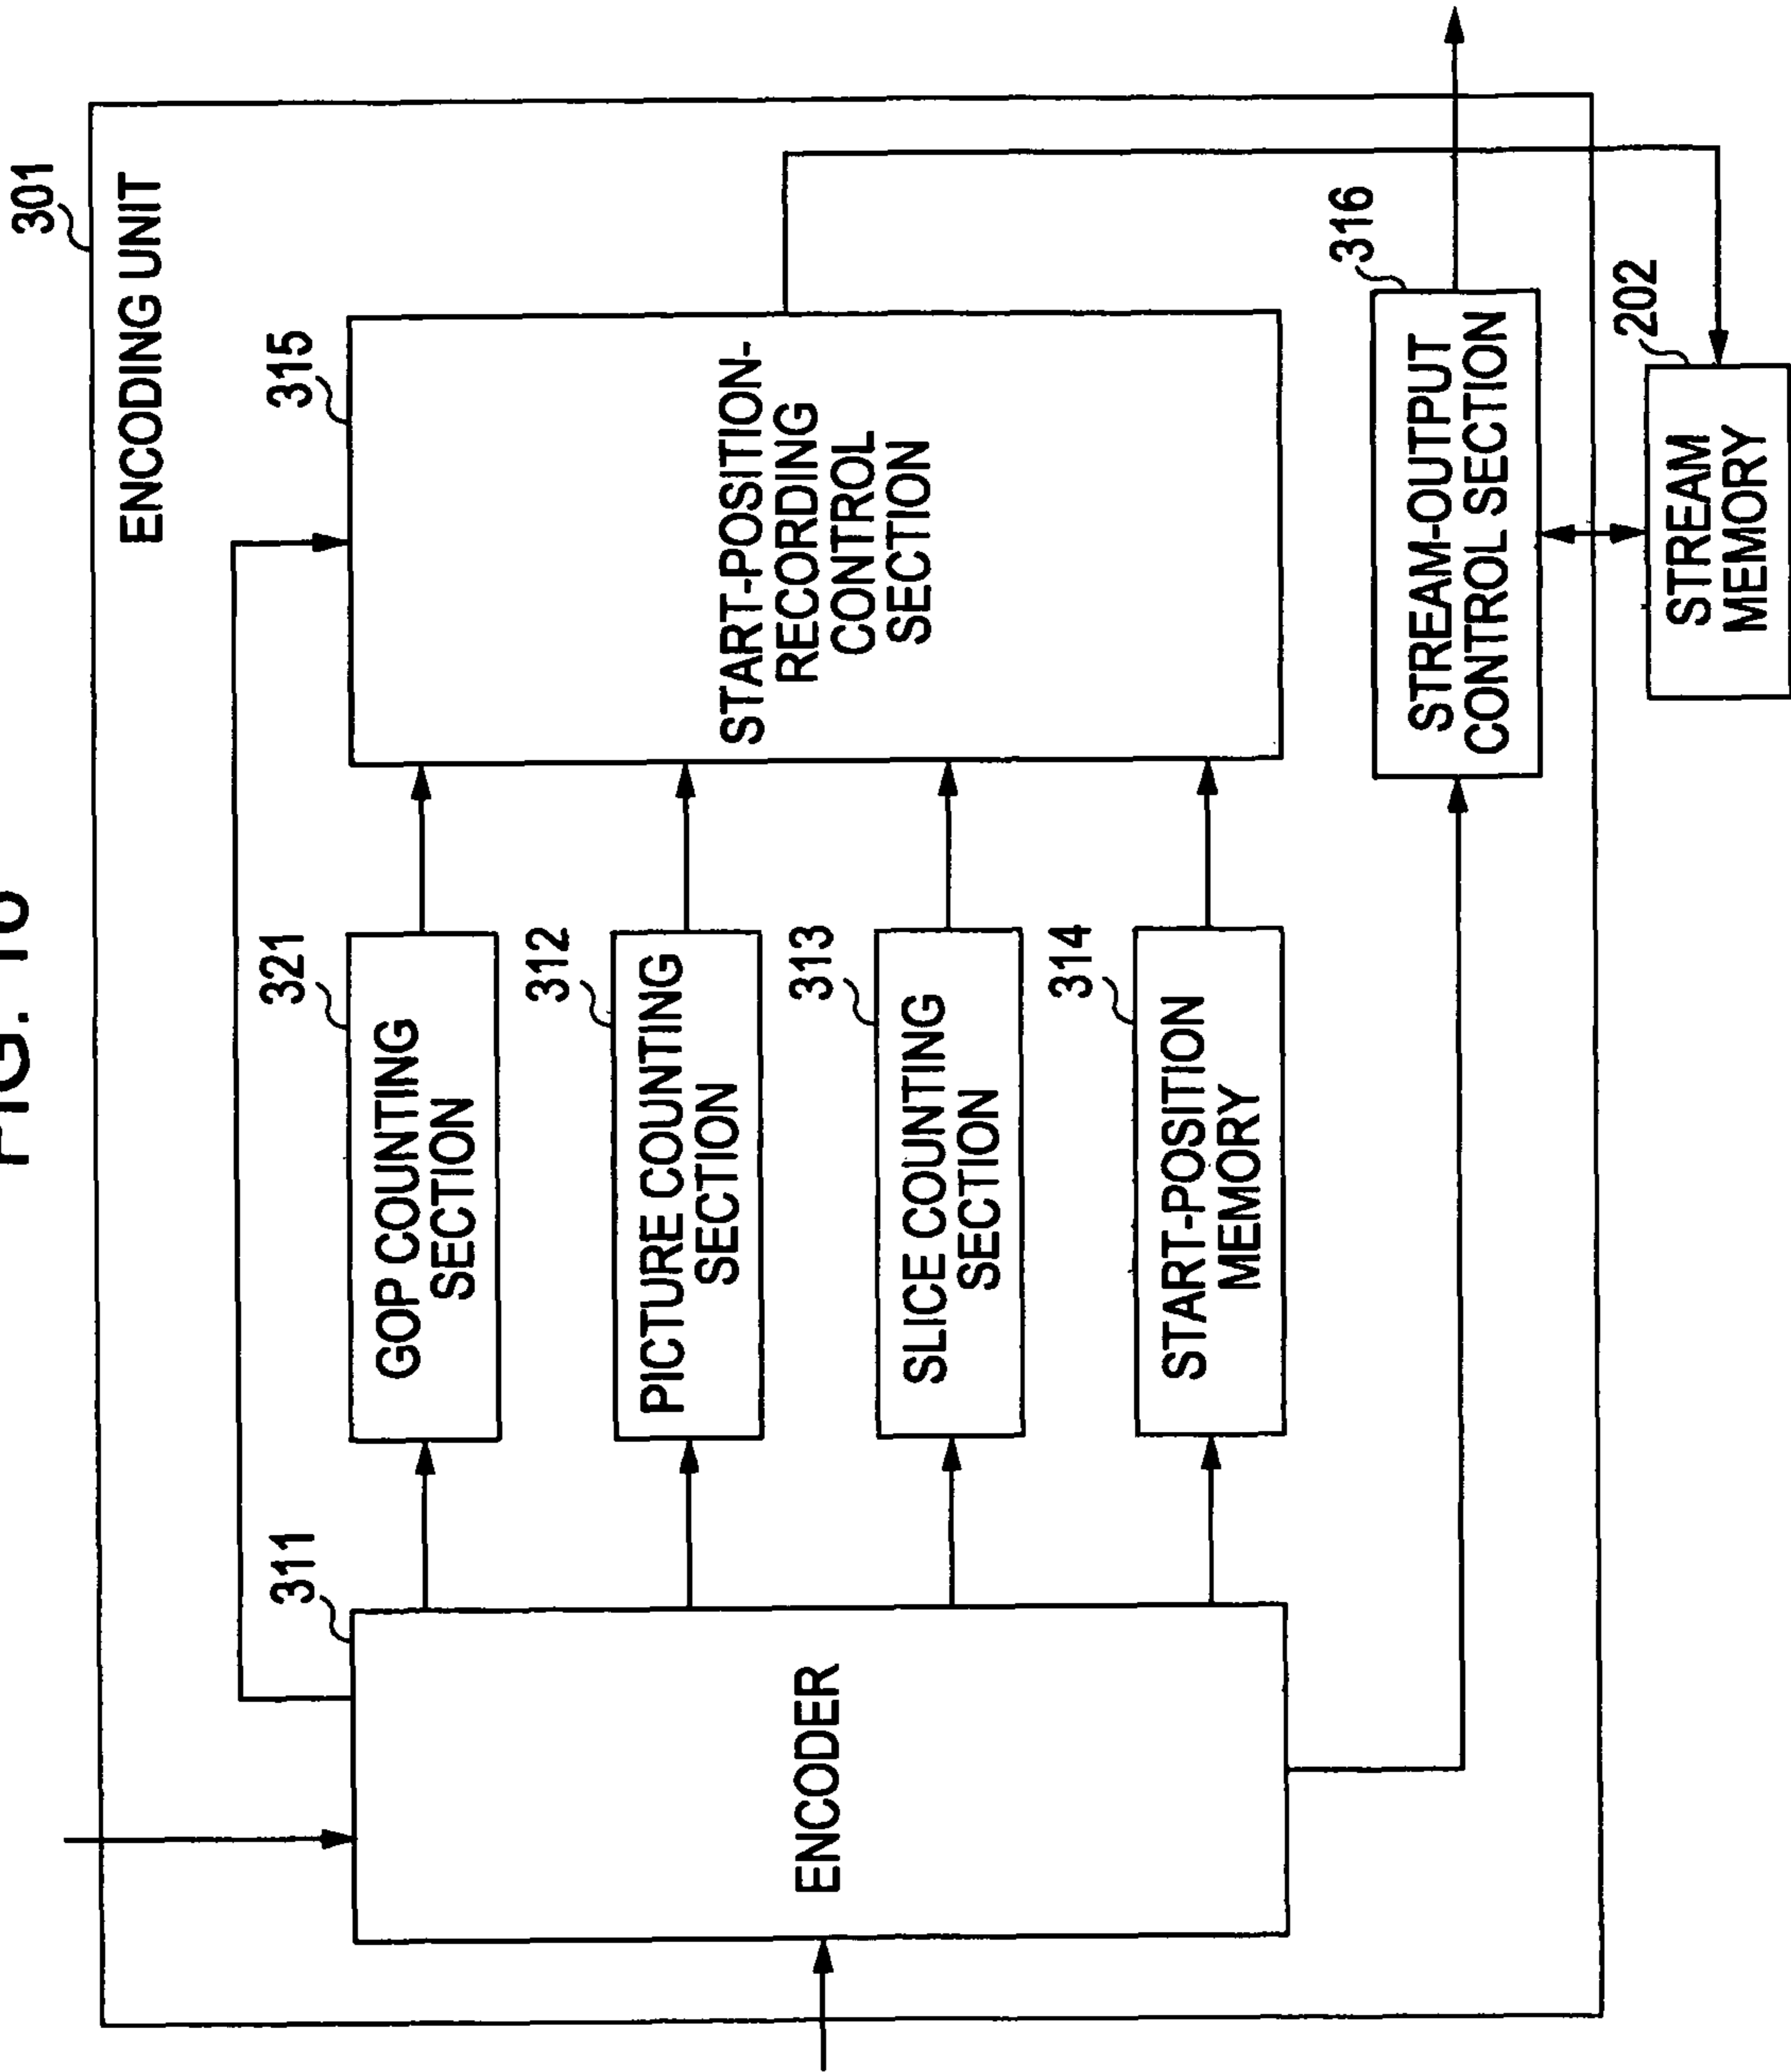 FIG.
301
ENCODING UNIT
311
ENCODER
321
GOP COUNTING
SECTION
312
PICTURE COUNTING
SECTION
313
SLICE COUNTING
SECTION
314
START-POSITION
MEMORY
315
START-POSITION-
RECORDING
CONTROL
SECTION
316
STREAM-OUTPUT
CONTROL SECTION
202
STREAM
MEMORY